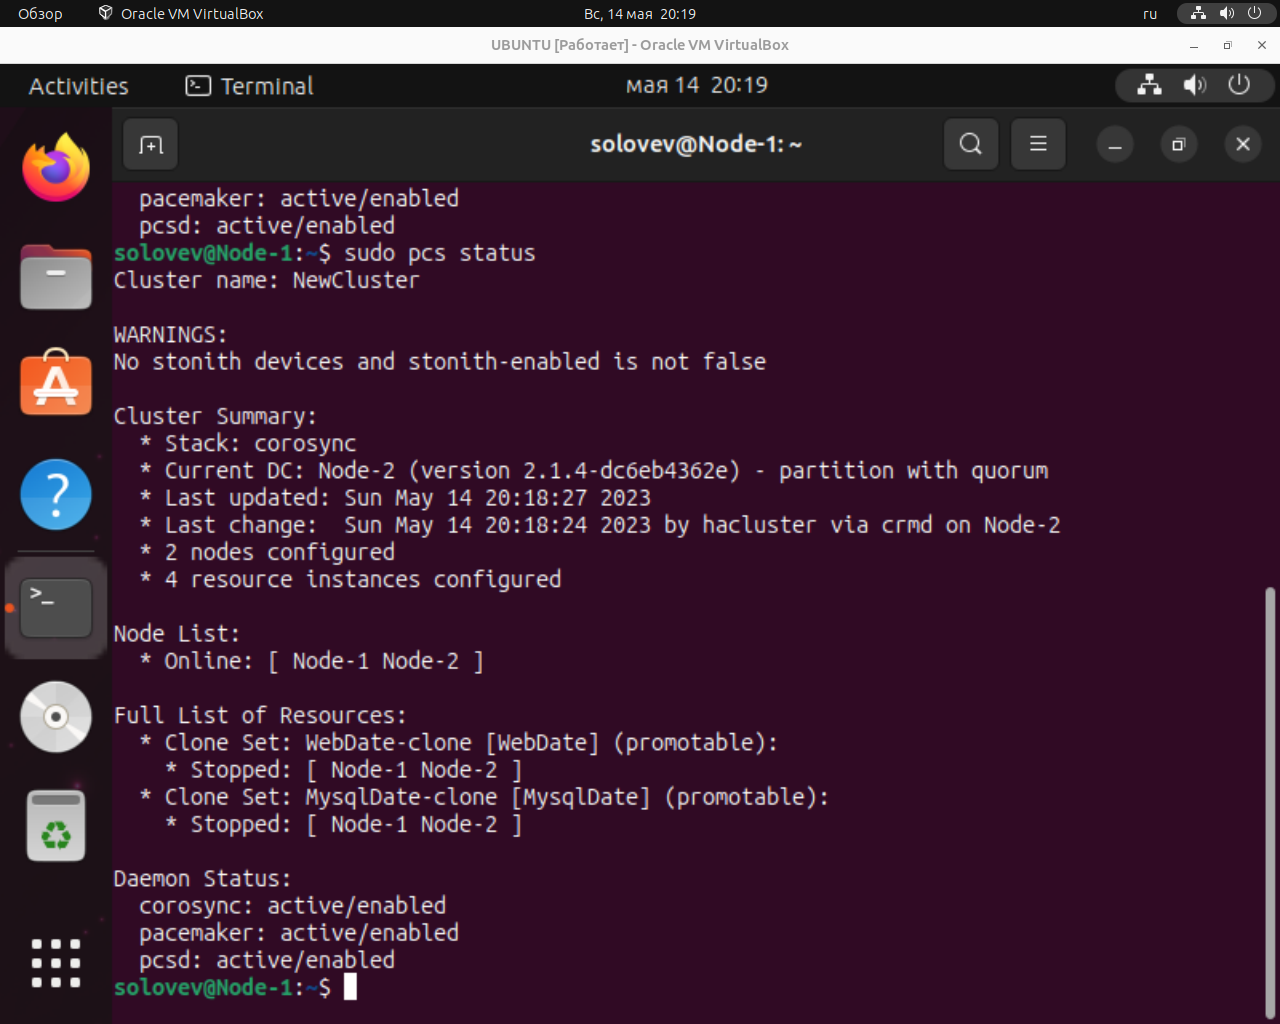 Обзор Oracle VM VirtualBox Вс, 14 мая 20:19 ru
UBUNTU [Работает] - Oracle VM VirtualBox
Activities Terminal мая 14 20:19
solovev@Node-1: ~
pacemaker: active/enabled
pcsd: active/enabled
solovev@Node-1:~$ sudo pcs status
Cluster name: NewCluster
WARNINGS:
No stonith devices and stonith-enabled is not false
Cluster Summary:
* Stack: corosync
* Current DC: Node-2 (version 2.1.4-dc6eb4362e) - partition with quorum
* Last updated: Sun May 14 20:18:27 2023
* Last change:  Sun May 14 20:18:24 2023 by hacluster via crmd on Node-2
* 2 nodes configured
* 4 resource instances configured
Node List:
* Online: [ Node-1 Node-2 ]
Full List of Resources:
* Clone Set: WebDate-clone [WebDate] (promotable):
* Stopped: [ Node-1 Node-2 ]
* Clone Set: MysqlDate-clone [MysqlDate] (promotable):
* Stopped: [ Node-1 Node-2 ]
Daemon Status:
corosync: active/enabled
pacemaker: active/enabled
pcsd: active/enabled
solovev@Node-1:~$